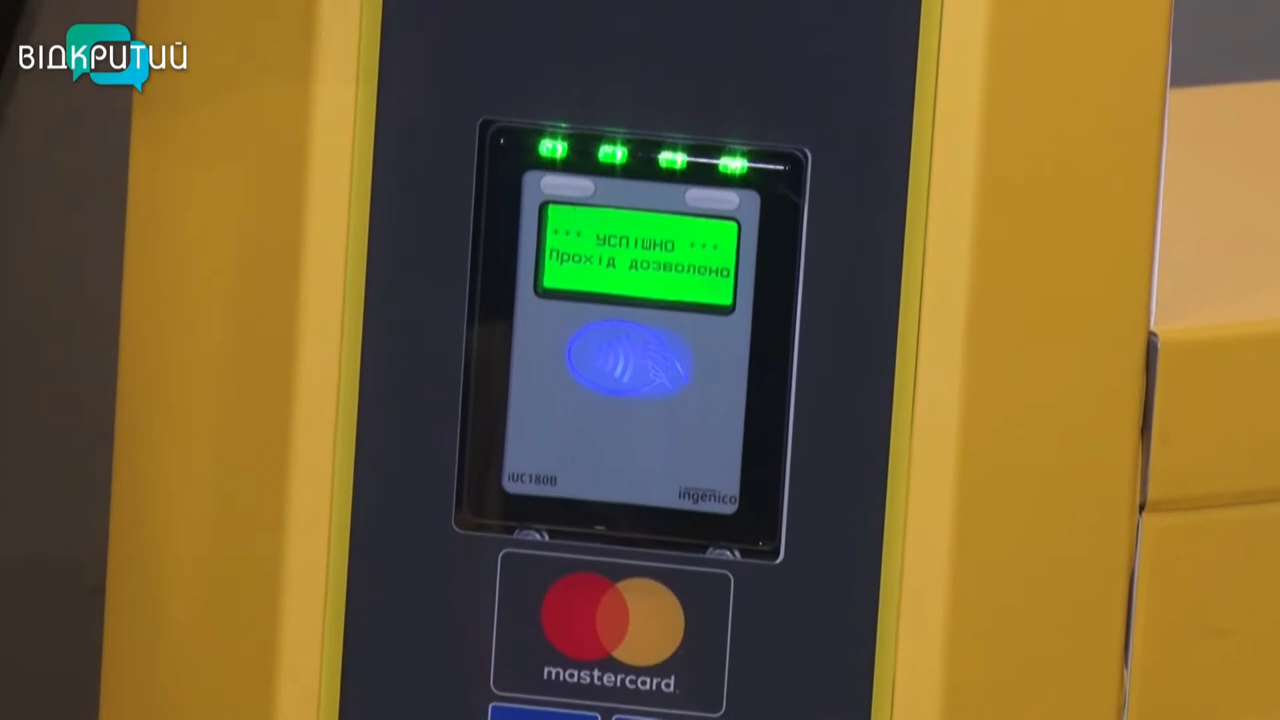 ВІДКРИТИЙ
*** УСПІШНО ***
Прохід дозволено
iUC180B
ingenico
mastercard.